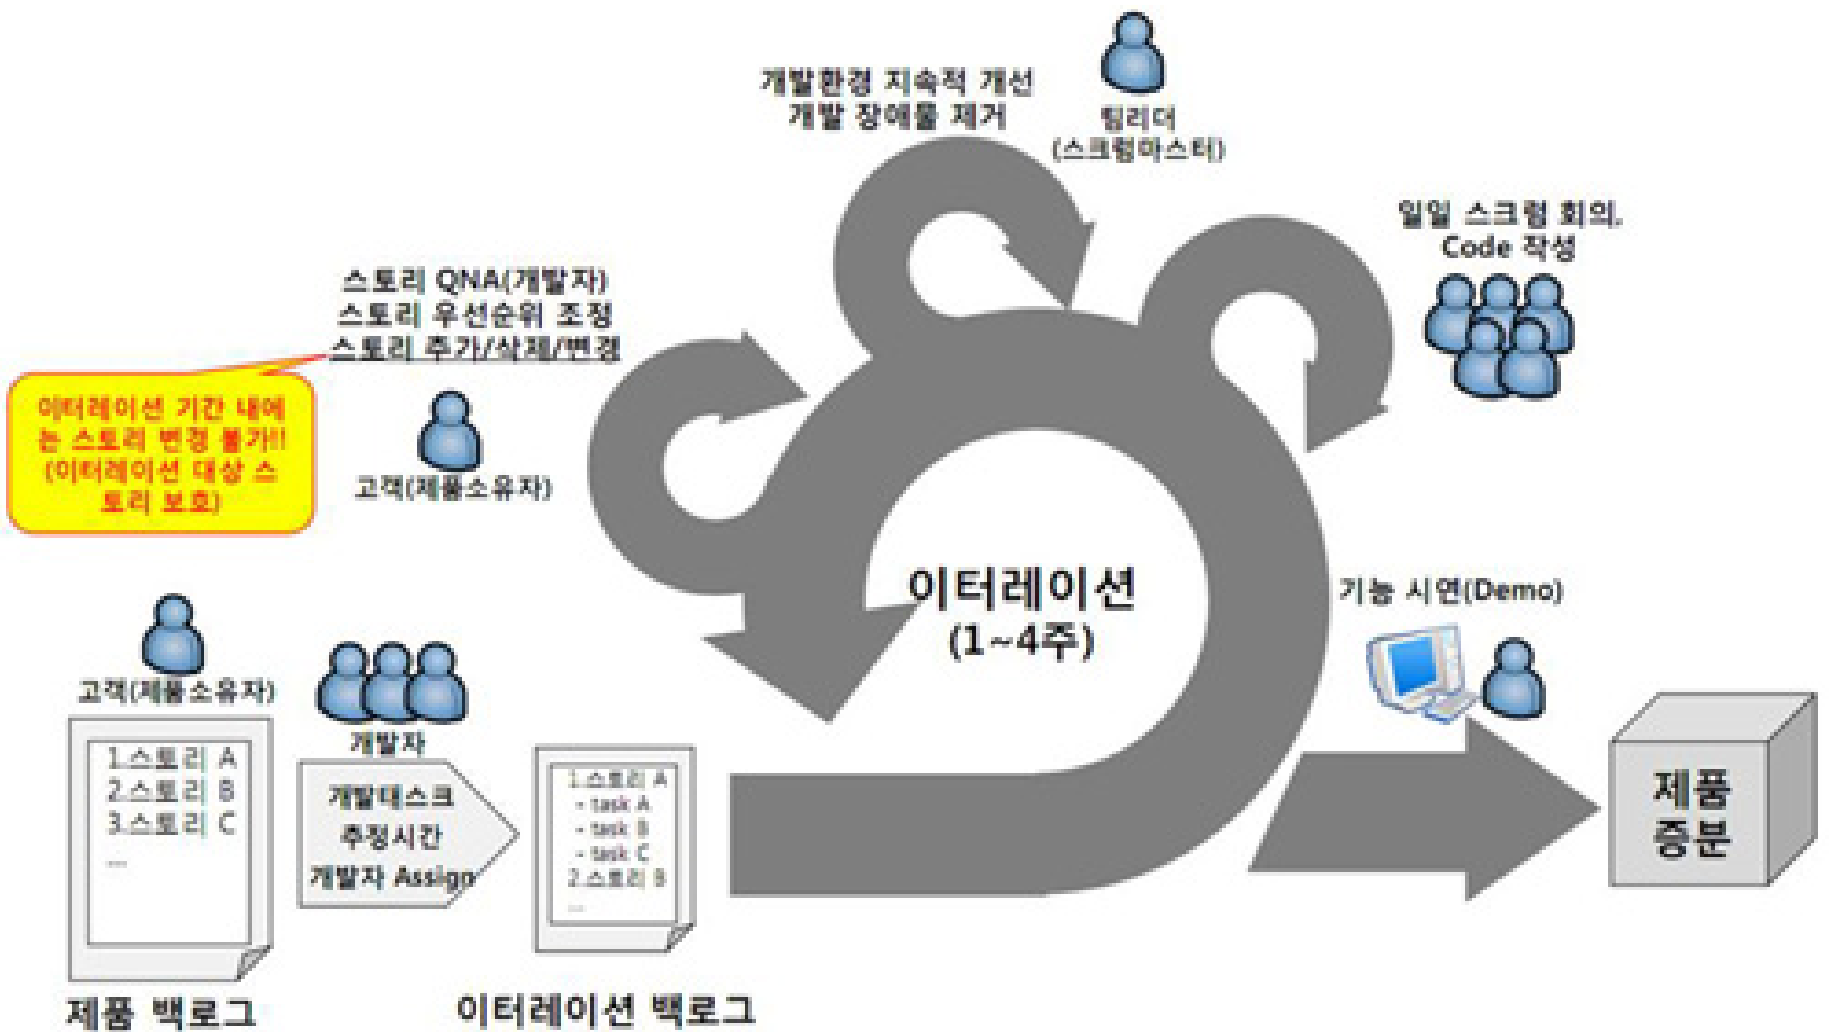 개발환경 지속적 개선
개발 장애물 제거
팀리더
(스크럼마스터)
일일 스크럼 회의.
Code 작성
스토리 QNA(개발자)
스토리 우선순위 조정
스토리 추가/삭제/변경
이터레이션 기간 내에
는 스토리 변경 불가!!
(이터레이션 대상 스
토리 보호)
고객(제품소유자)
이터레이션
(1~4주)
기능 시연(Demo)
고객(제품소유자)
개발자
1.스토리 A
2.스토리 B
3.스토리 C
...
개발태스크
추정시간
개발자 Assign
1.스토리 A
- task A
- task B
- task C
2.스토리 B
...
제품
증분
제품 백로그
이터레이션 백로그